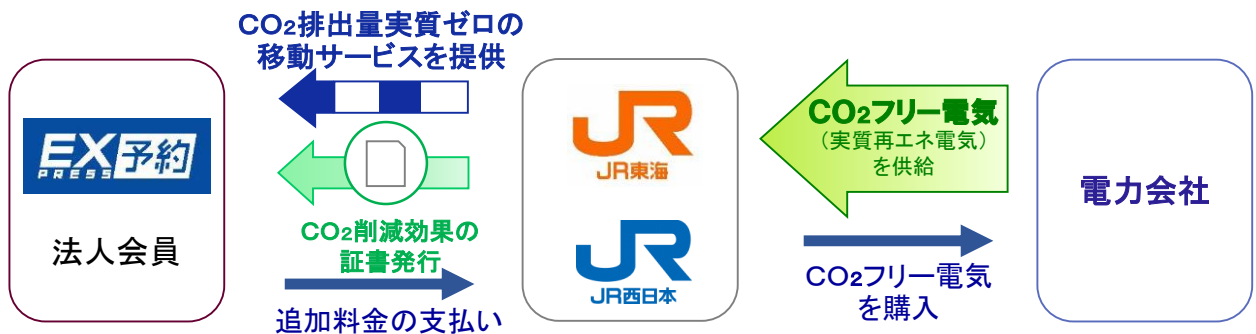 CO₂排出量実質ゼロの
移動サービスを提供
EX予約
PRESS
法人会員
CO₂削減効果の
証書発行
追加料金の支払い
JR
JR東海
JR
JR西日本
CO₂フリー電気
（実質再エネ電気）
を供給
CO₂フリー電気
を購入
電力会社